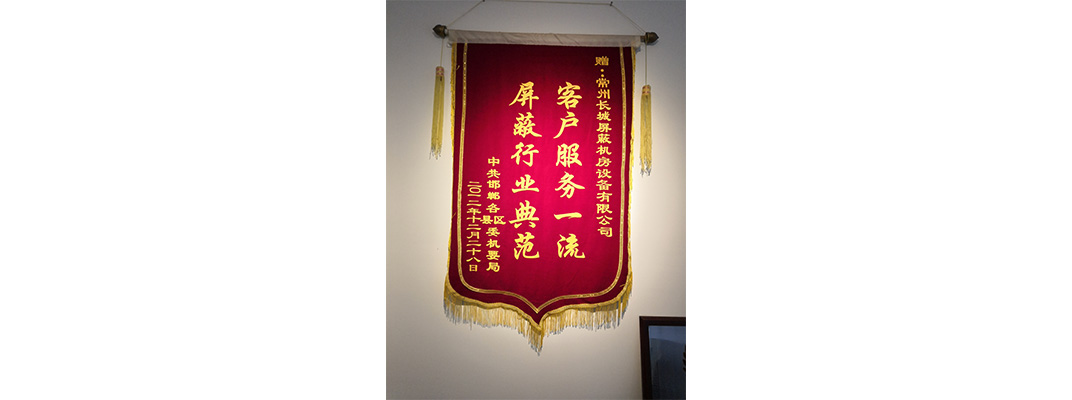 赠：常州长城屏蔽机房设备有限公司
客户服务一流
屏蔽行业典范
中共邯郸各县区委机要局
二〇一二年十二月二十八日